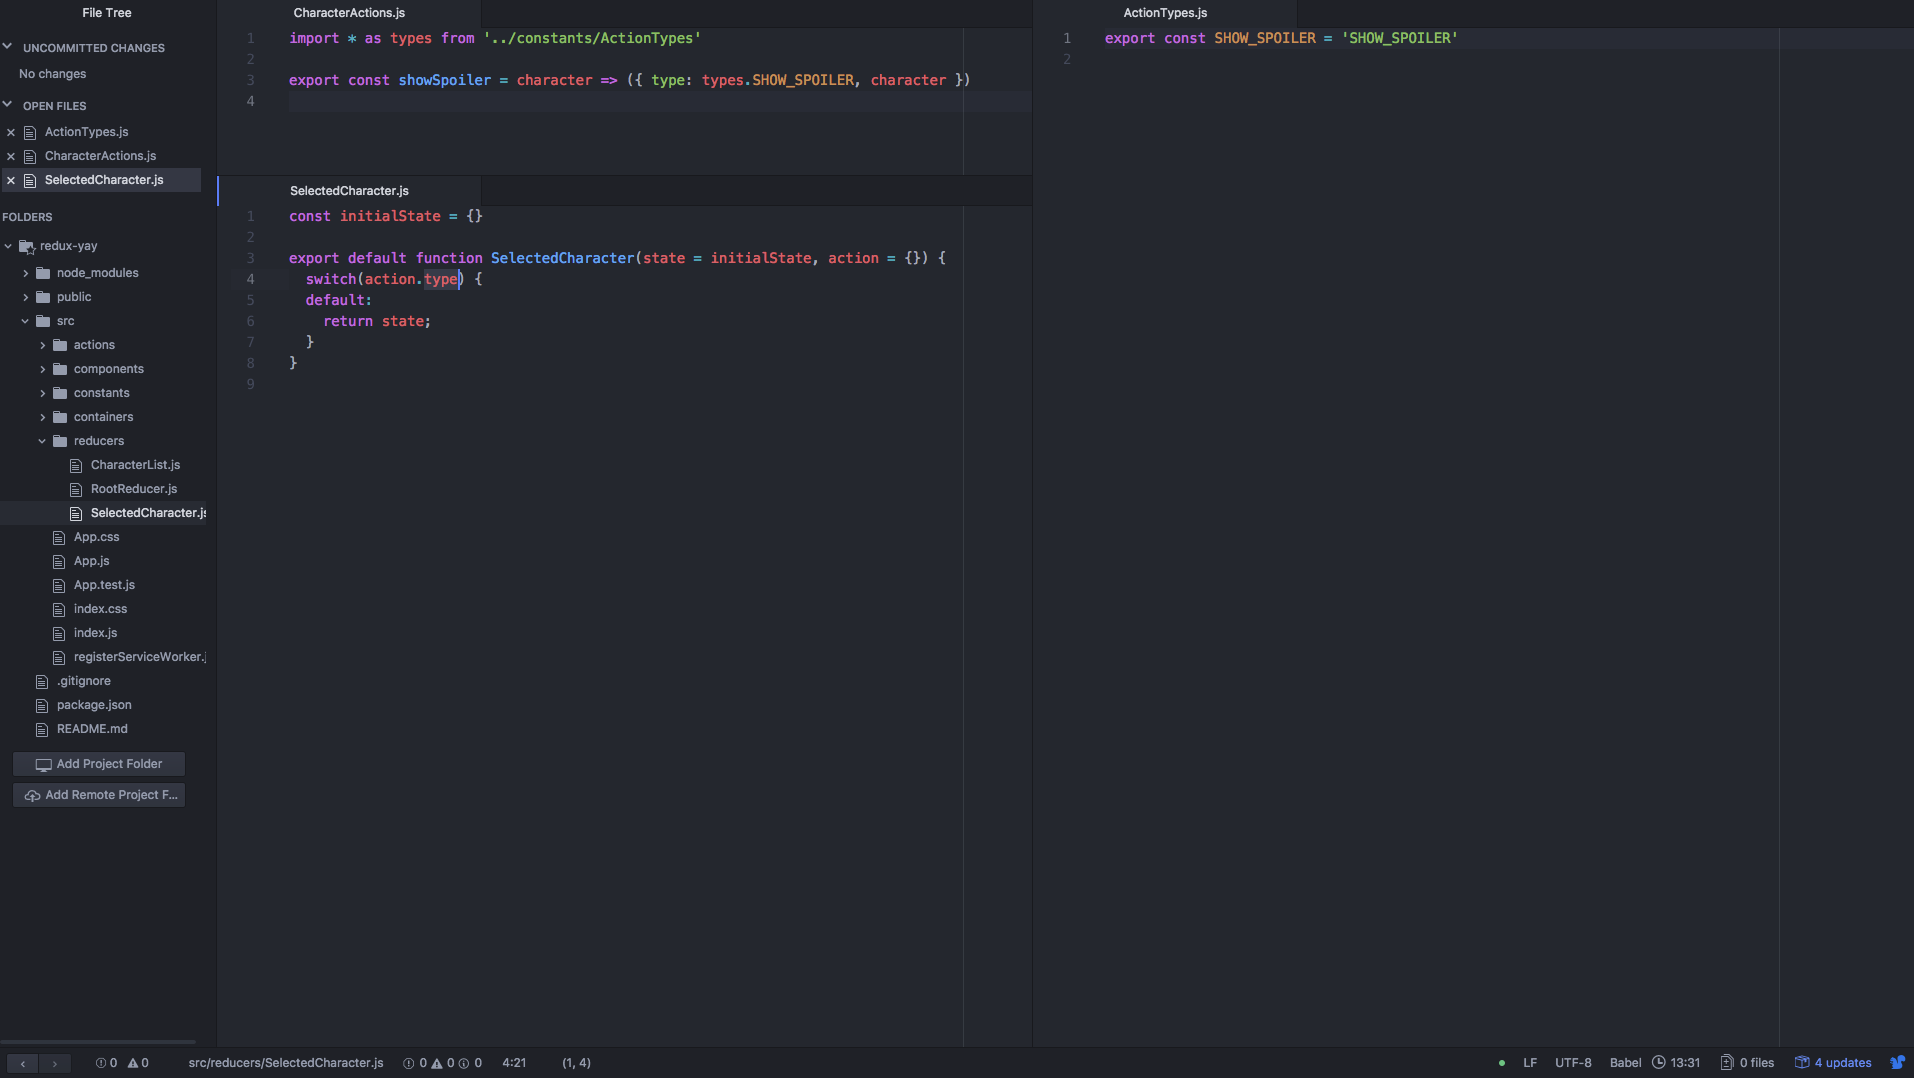 File Tree
UNCOMMITTED CHANGES
No changes
OPEN FILES
ActionTypes.js
CharacterActions.js
SelectedCharacter.js
FOLDERS
redux-yay
node_modules
public
src
actions
components
constants
containers
reducers
CharacterList.js
RootReducer.js
SelectedCharacter.js
App.css
App.js
App.test.js
index.css
index.js
registerServiceWorker.j
.gitignore
package.json
README.md
Add Project Folder
Add Remote Project F...
CharacterActions.js
1 import * as types from '../constants/ActionTypes'
2
3 export const showSpoiler = character => ({ type: types.SHOW_SPOILER, character })
4
SelectedCharacter.js
1 const initialState = {}
2
3 export default function SelectedCharacter(state = initialState, action = {}) {
4 switch(action.type) {
5 default:
6 return state;
7 }
8 }
9
ActionTypes.js
1 export const SHOW_SPOILER = 'SHOW_SPOILER'
2
0 0 src/reducers/SelectedCharacter.js 0 0 0 4:21 (1, 4) LF UTF-8 Babel 13:31 0 files 4 updates